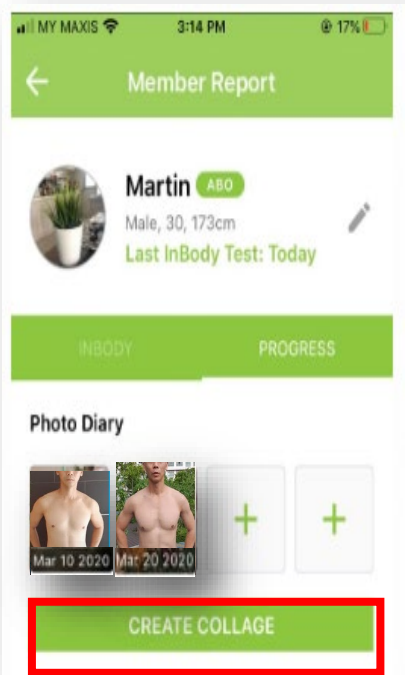 MY MAXIS 3:14 PM 17%
Member Report
Martin ABO
Male, 30, 173cm
Last InBody Test: Today
INBODY PROGRESS
Photo Diary
Mar 10 2020 Mar 20 2020
CREATE COLLAGE